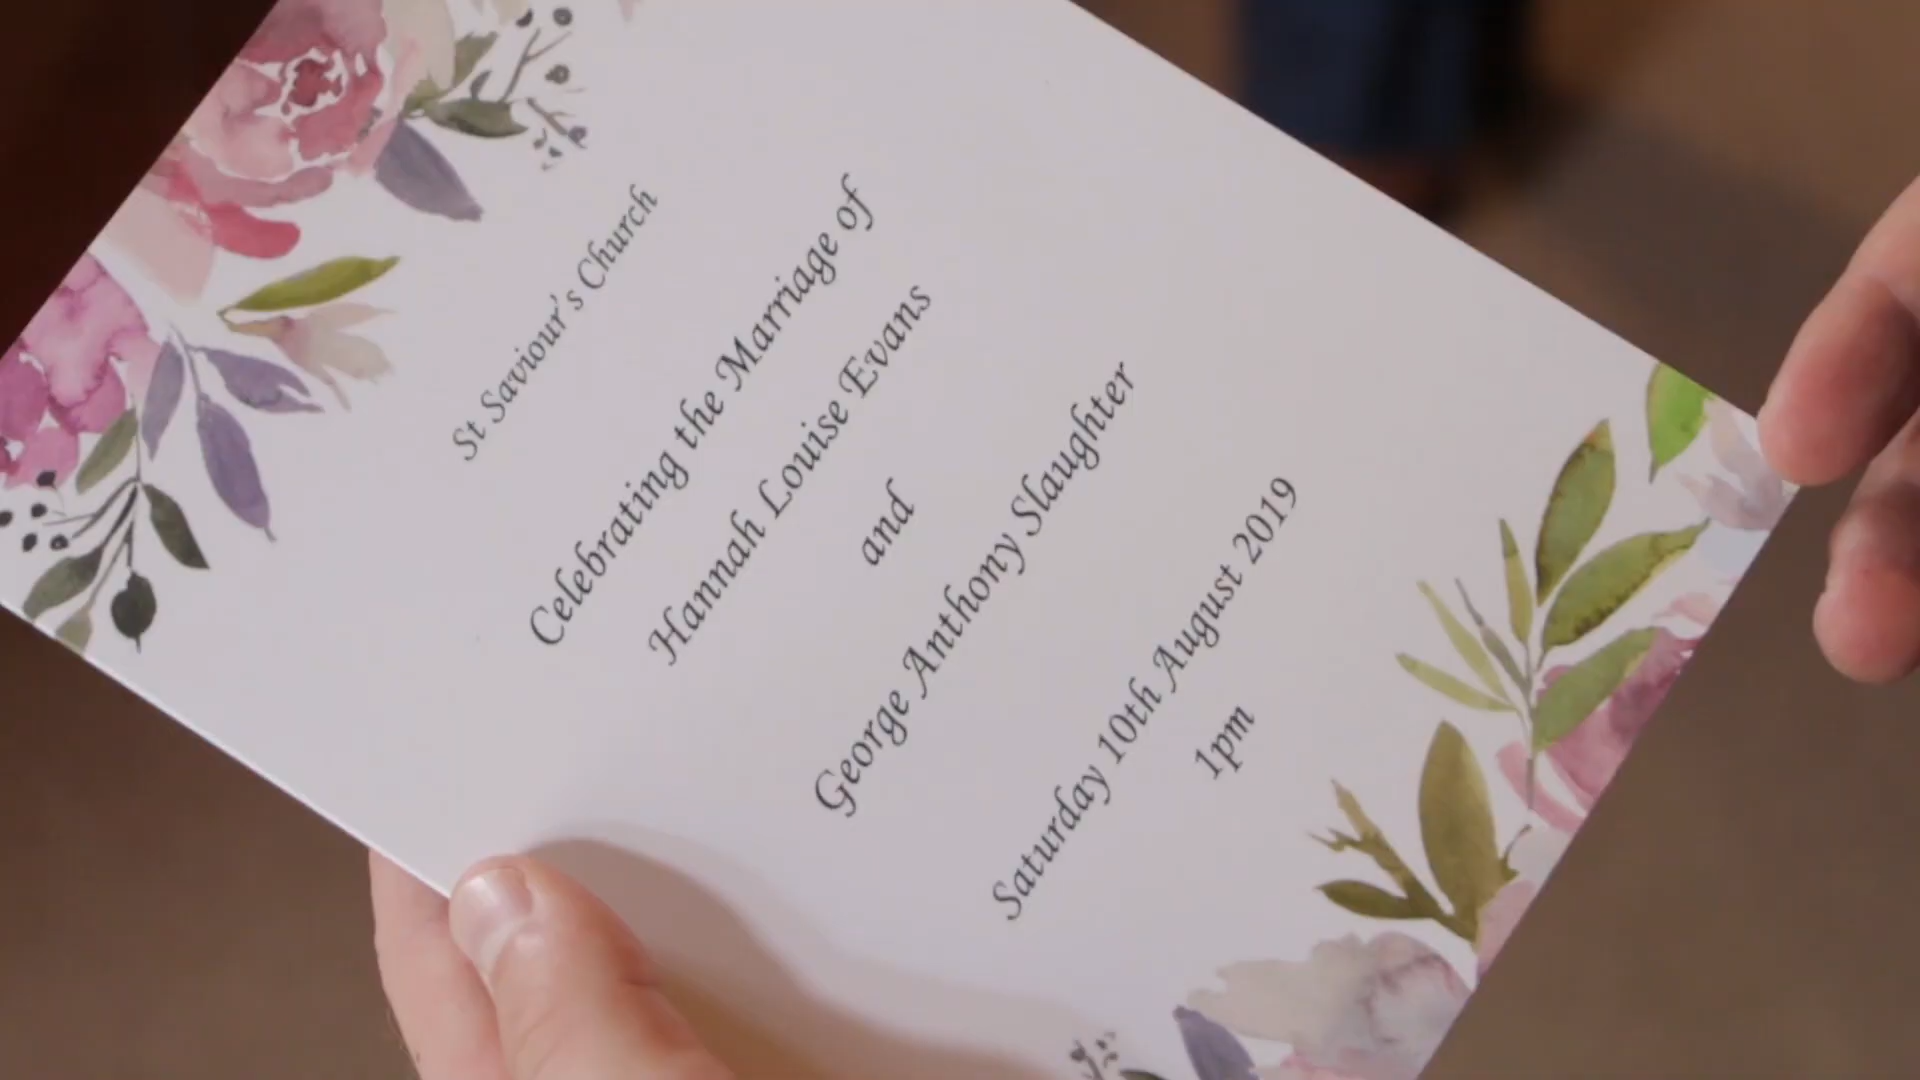 St Saviour's Church
Celebrating the Marriage of
Hannah Louise Evans
and
George Anthony Slaughter
Saturday 10th August 2019
1pm